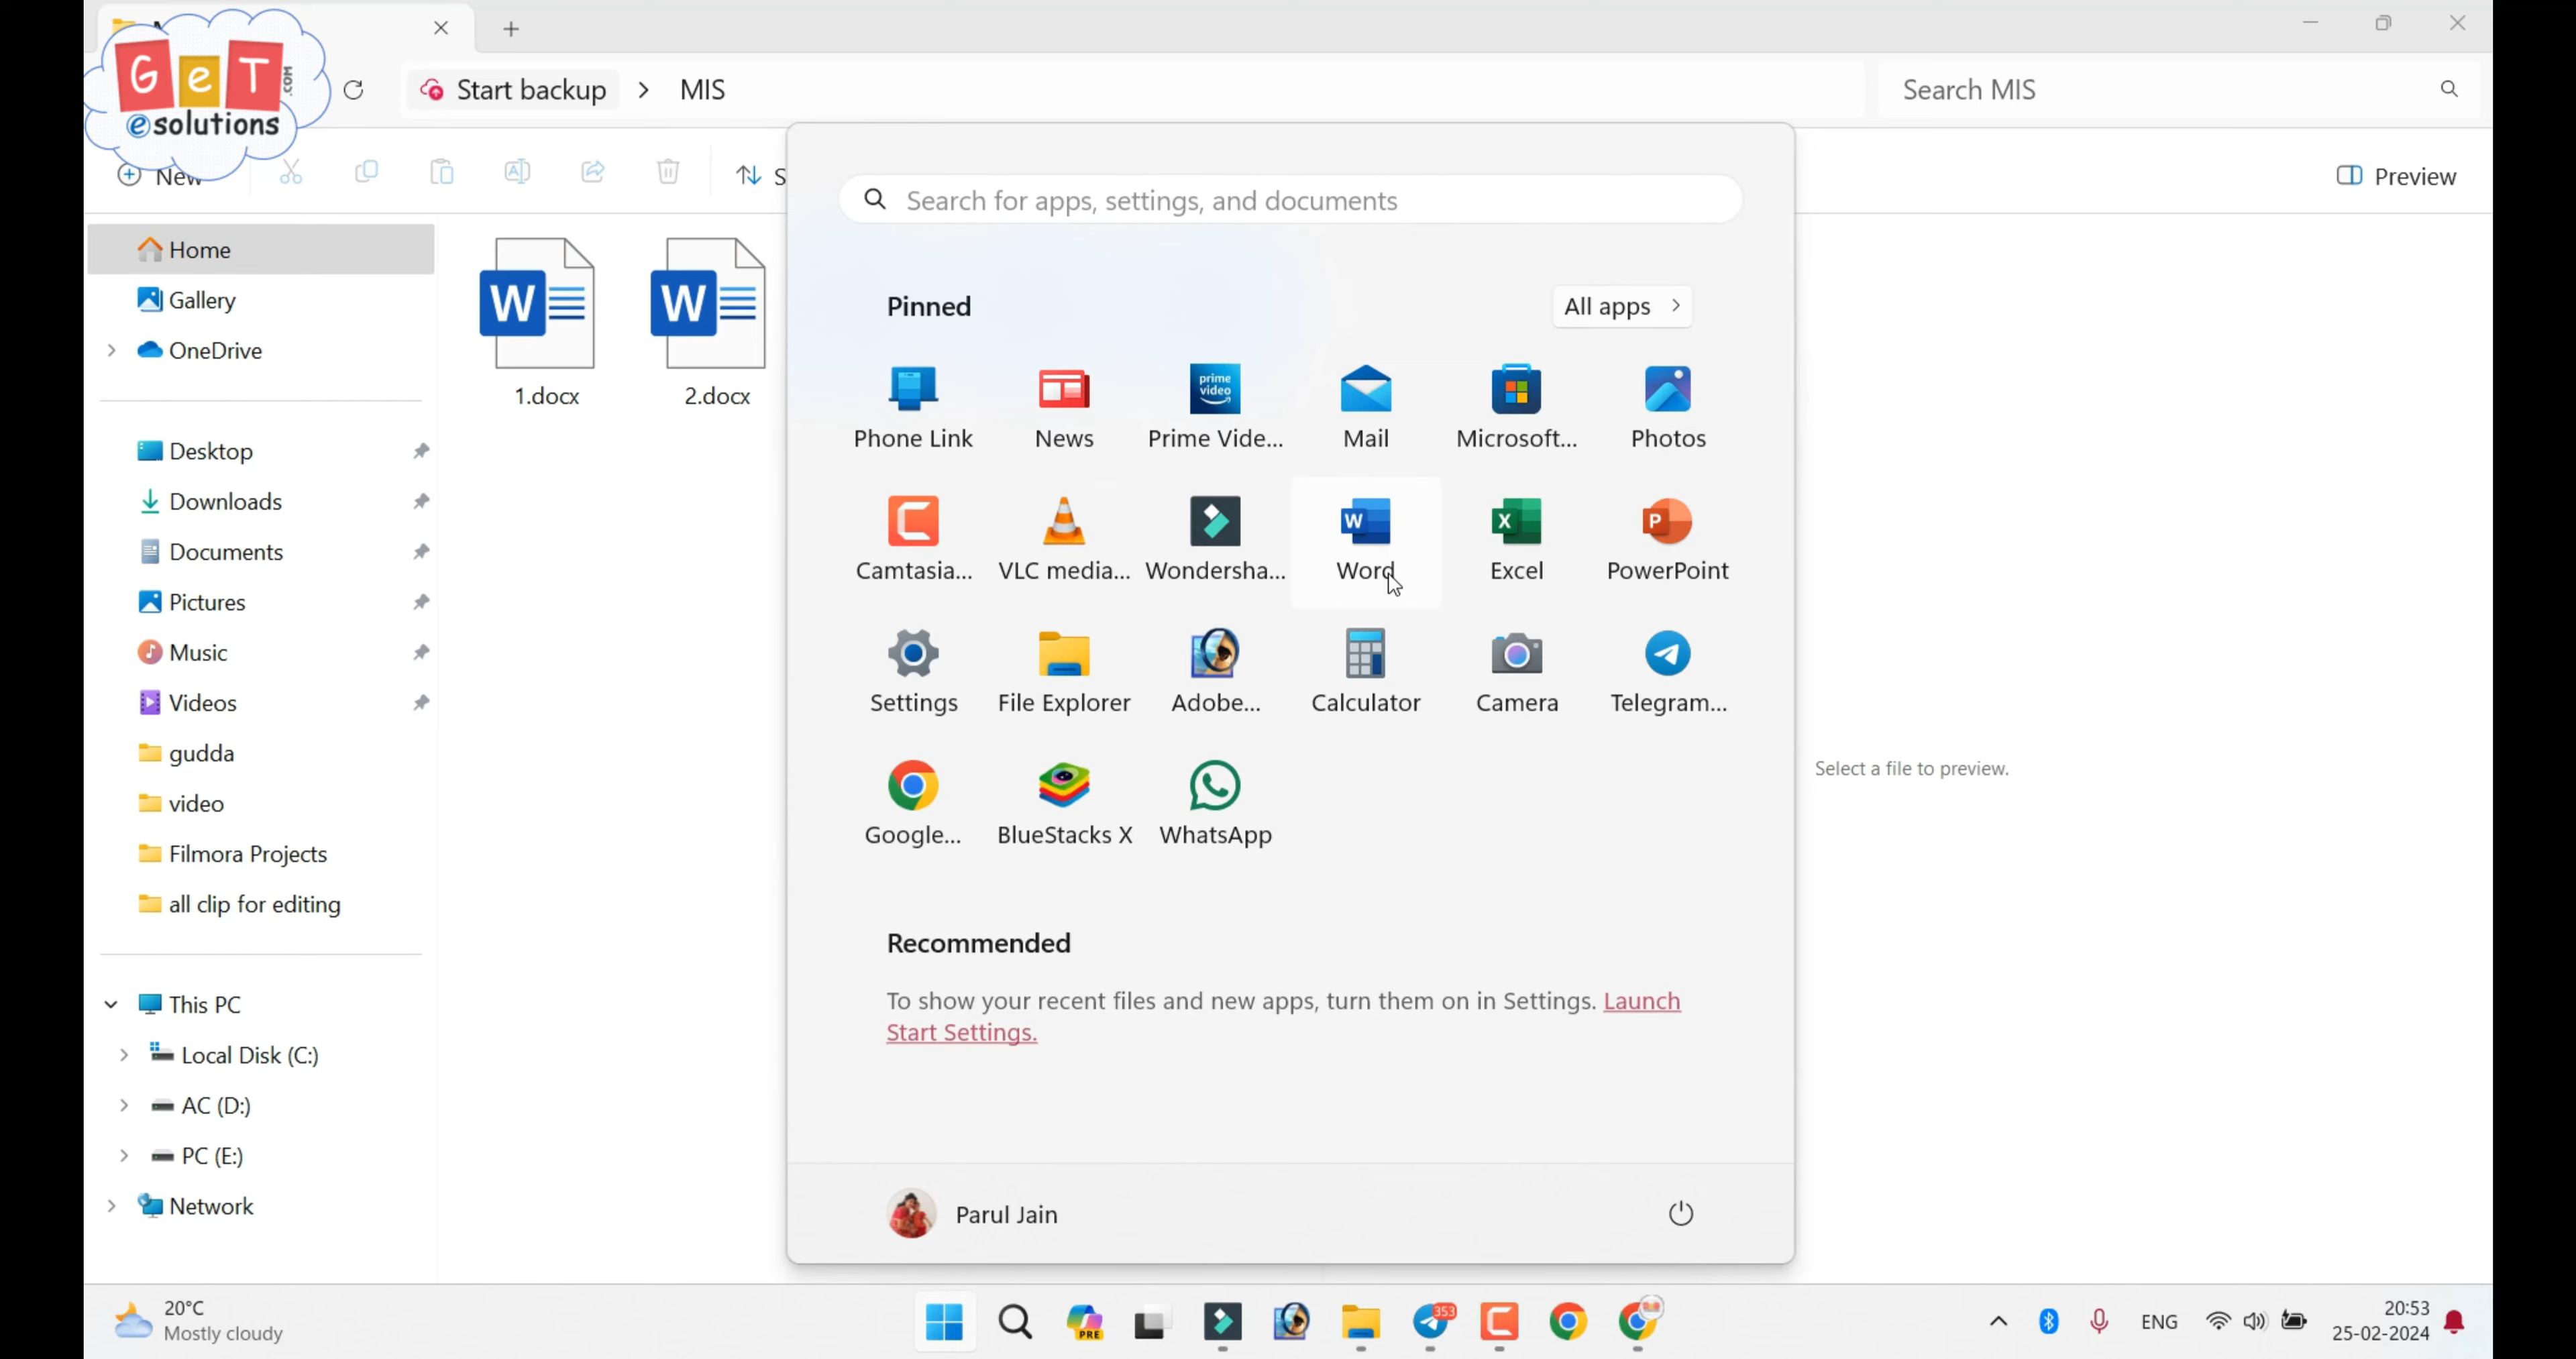 GeT.com
esolutions
Start backup > MIS
Search MIS
New
S
Preview
Home
Gallery
OneDrive
Desktop
Downloads
Documents
Pictures
Music
Videos
gudda
video
Filmora Projects
all clip for editing
This PC
Local Disk (C:)
AC (D:)
PC (E:)
Network
1.docx
2.docx
Search for apps, settings, and documents
Pinned
All apps >
Phone Link
News
prime video
Prime Vide...
Mail
Microsoft...
Photos
Camtasia...
VLC media...
Wondersha...
Word
Excel
PowerPoint
Settings
File Explorer
Adobe...
Calculator
Camera
Telegram...
Google...
BlueStacks X
WhatsApp
Recommended
To show your recent files and new apps, turn them on in Settings. Launch
Start Settings.
Parul Jain
Select a file to preview.
20°C
Mostly cloudy
PRE
353
ENG
20:53
25-02-2024